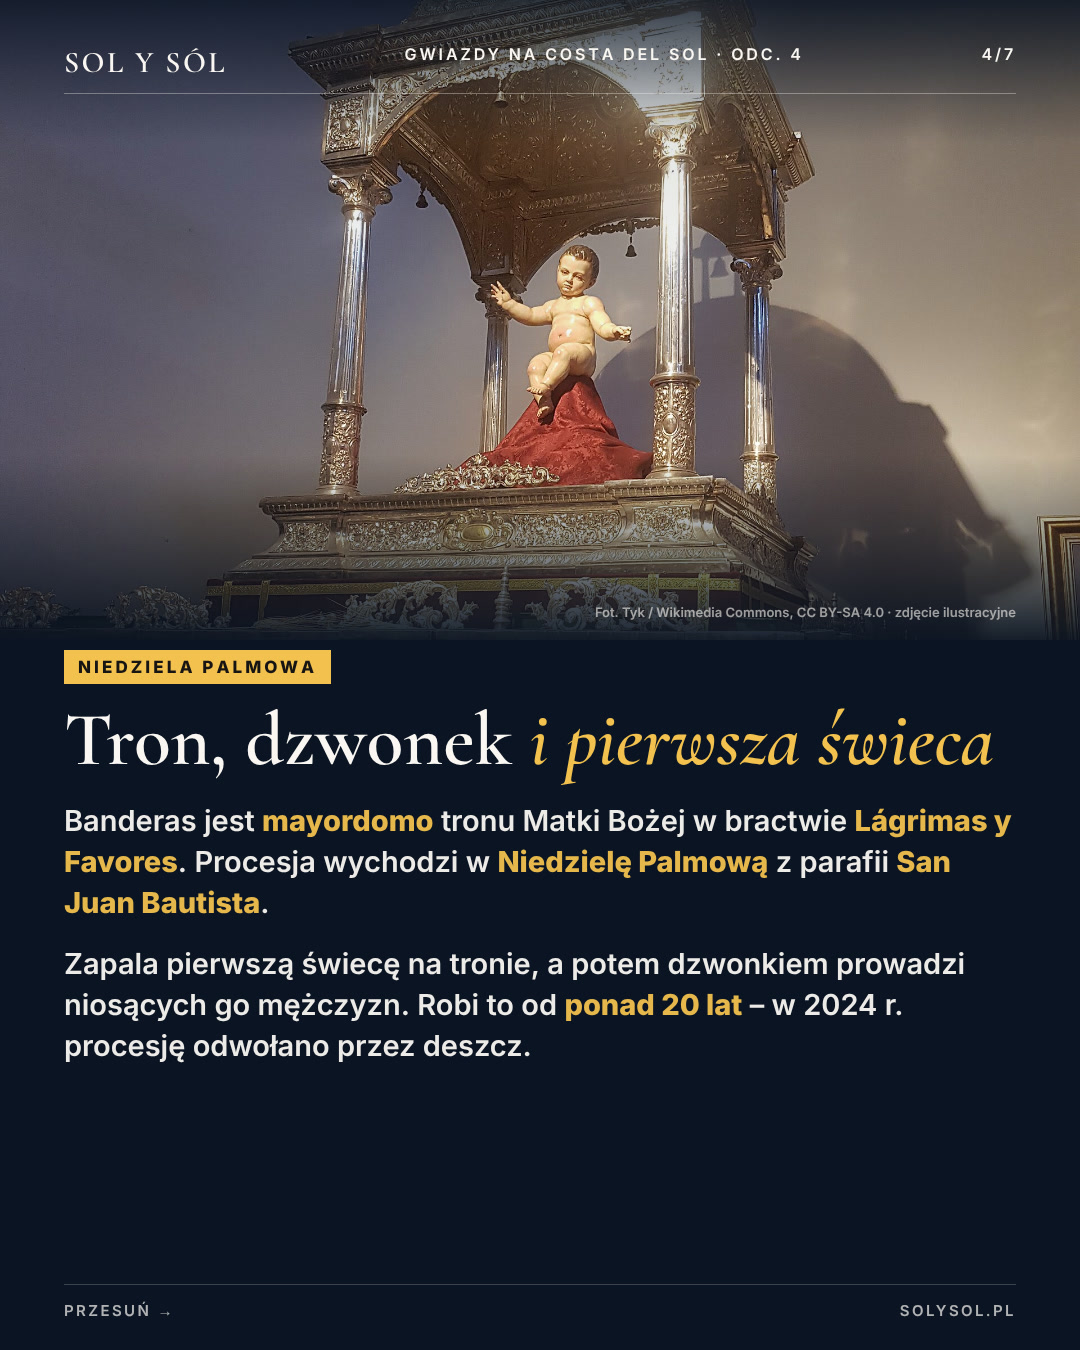 SOL Y SÓL
GWIAZDY NA COSTA DEL SOL · ODC. 4
4/7
Fot. Tyk / Wikimedia Commons, CC BY-SA 4.0 · zdjęcie ilustracyjne
NIEDZIELA PALMOWA
Tron, dzwonek i pierwsza świeca
Banderas jest mayordomo tronu Matki Bożej w bractwie Lágrimas y
Favores. Procesja wychodzi w Niedzielę Palmową z parafii San
Juan Bautista.
Zapala pierwszą świecę na tronie, a potem dzwonkiem prowadzi
niosących go mężczyzn. Robi to od ponad 20 lat – w 2024 r.
procesję odwołano przez deszcz.
PRZESUŃ →
SOLYSOL.PL